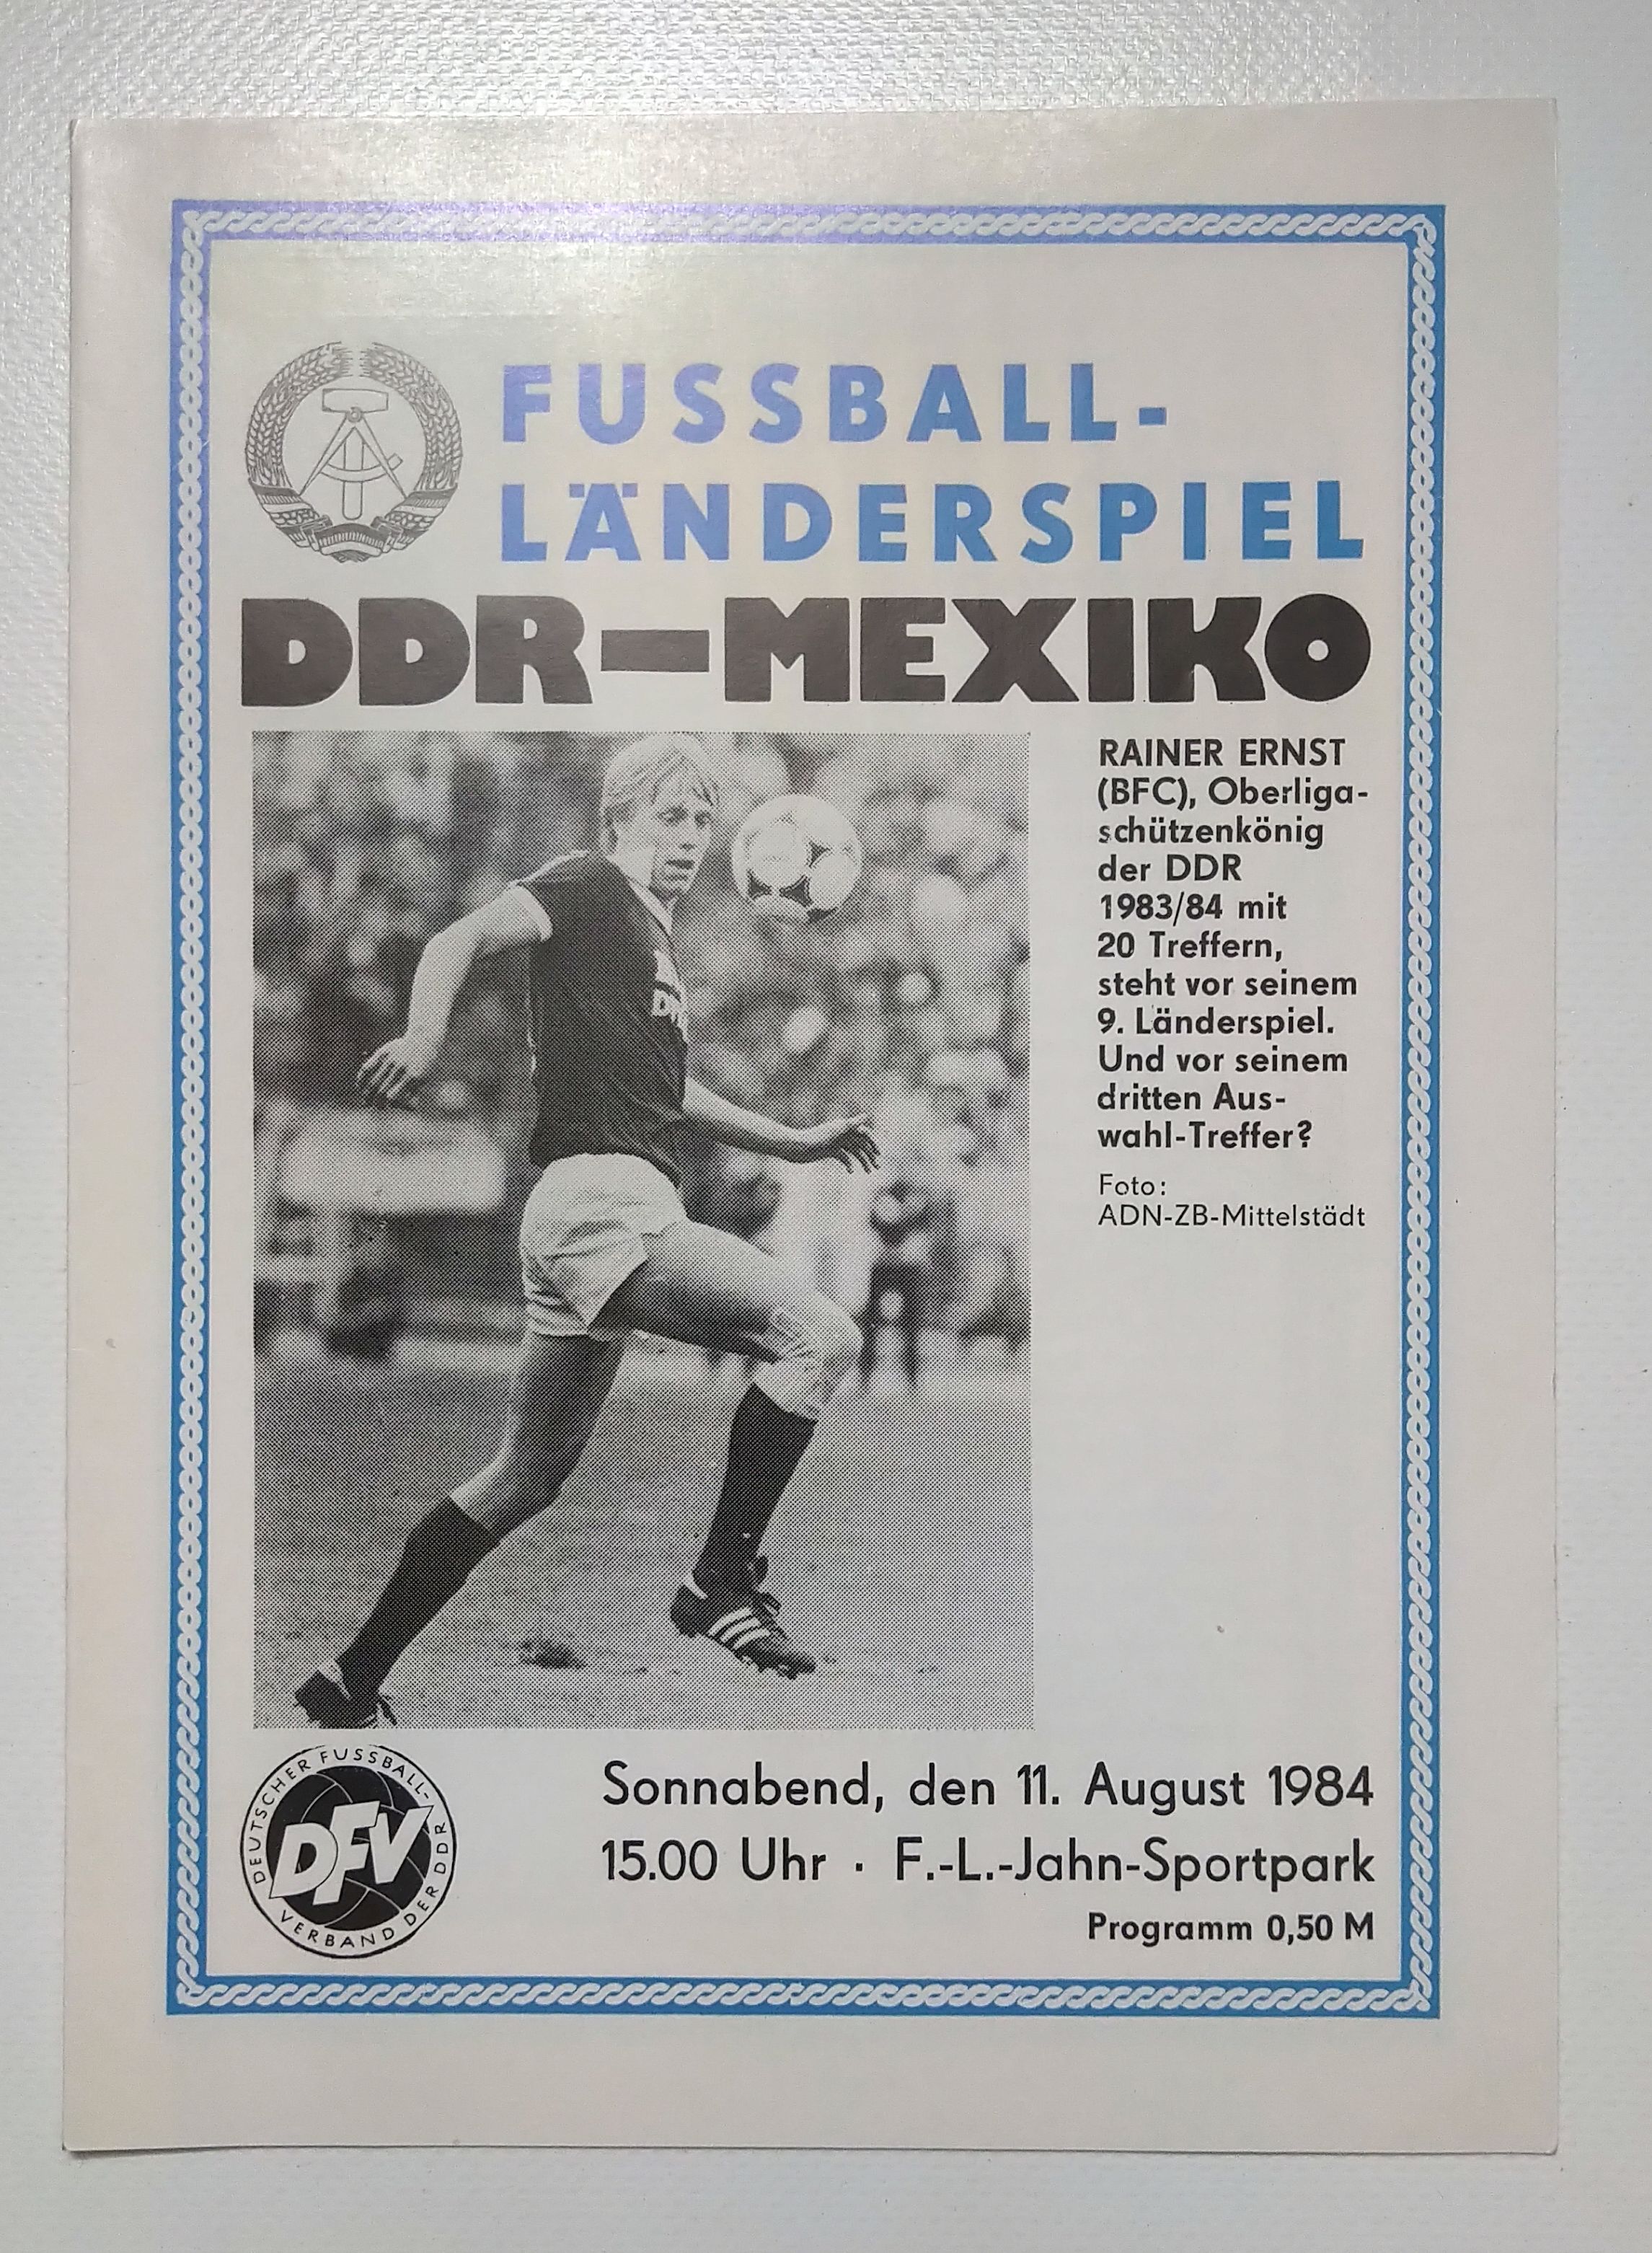 FUSSBALL-
LÄNDERSPIEL
DDR—MEXIKO
RAINER ERNST
(BFC), Oberliga-
schützenkönig
der DDR
1983/84 mit
20 Treffern,
steht vor seinem
9. Länderspiel.
Und vor seinem
dritten Aus-
wahl-Treffer?
Foto:
ADN-ZB-Mittelstädt
DEUTSCHER FUSSBALL-
VERBAND DER DDR
DFV
Sonnabend, den 11. August 1984
15.00 Uhr · F.-L.-Jahn-Sportpark
Programm 0,50 M